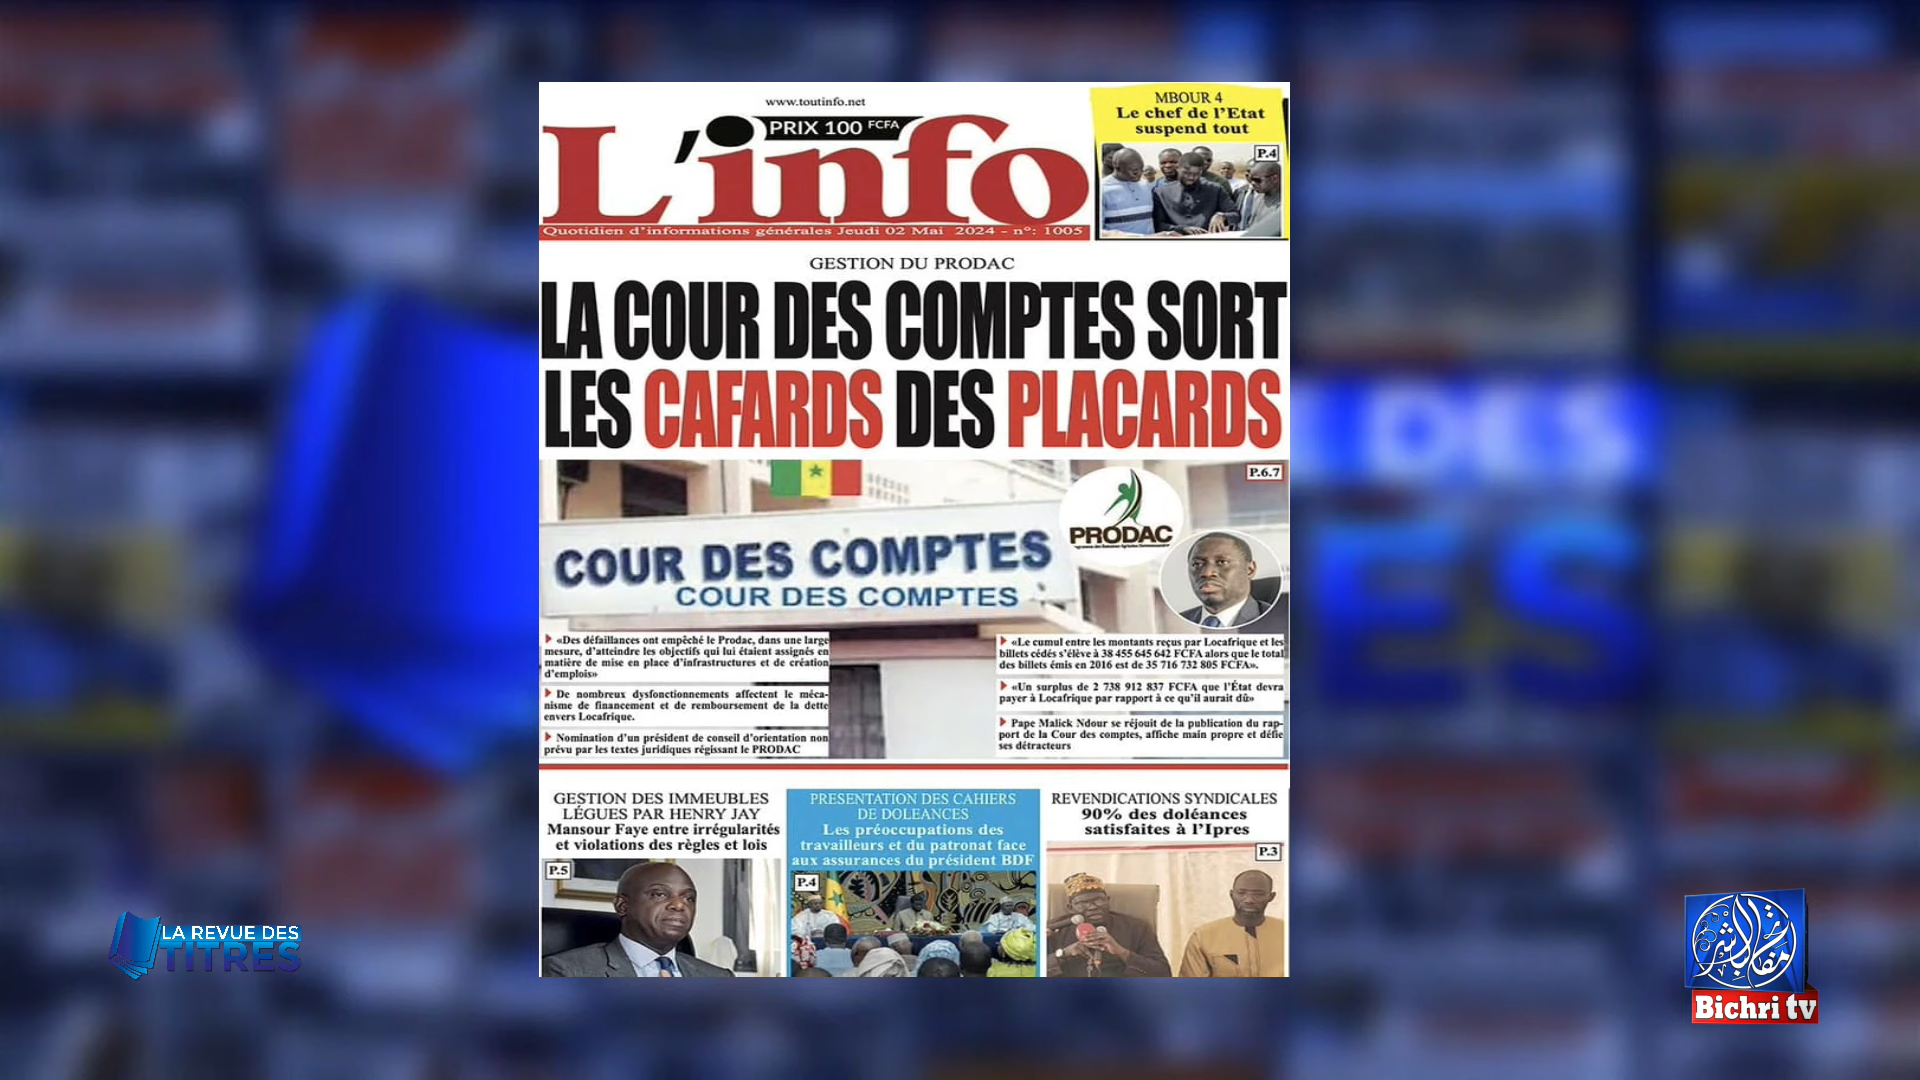 www.toutinfo.net
PRIX 100 FCFA
L'info
Quotidien d'informations générales Jeudi 02 Mai 2024 - n°: 1005
MBOUR 4
Le chef de l'Etat
suspend tout
P.4
GESTION DU PRODAC
LA COUR DES COMPTES SORT
LES CAFARDS DES PLACARDS
P.6.7
COUR DES COMPTES
COUR DES COMPTES
PRODAC
«Des défaillances ont empêché le Prodac, dans une large
mesure, d'atteindre les objectifs qui lui étaient assignés en
matière de mise en place d'infrastructures et de création
d'emplois»
De nombreux dysfonctionnements affectent le méca-
nisme de financement et de remboursement de la dette
envers Locafrique.
Nomination d'un président de conseil d'orientation non
prévu par les textes juridiques régissant le PRODAC
«Le cumul entre les montants reçus par Locafrique et les
billets cédés s'élève à 38 455 645 642 FCFA alors que le total
des billets émis en 2016 est de 35 716 732 805 FCFA».
«Un surplus de 2 738 912 837 FCFA que l'État devra
payer à Locafrique par rapport à ce qu'il aurait dû»
Pape Malick Ndour se réjouit de la publication du rap-
port de la Cour des comptes, affiche main propre et défie
ses détracteurs
GESTION DES IMMEUBLES
LÉGUES PAR HENRY JAY
Mansour Faye entre irrégularités
et violations des règles et lois
P.5
PRESENTATION DES CAHIERS
DE DOLEANCES
Les préoccupations des
travailleurs et du patronat face
aux assurances du président BDF
P.4
REVENDICATIONS SYNDICALES
90% des doléances
satisfaites à l'Ipres
P.3
LA REVUE DES
TITRES
Bichri tv
DES
ES